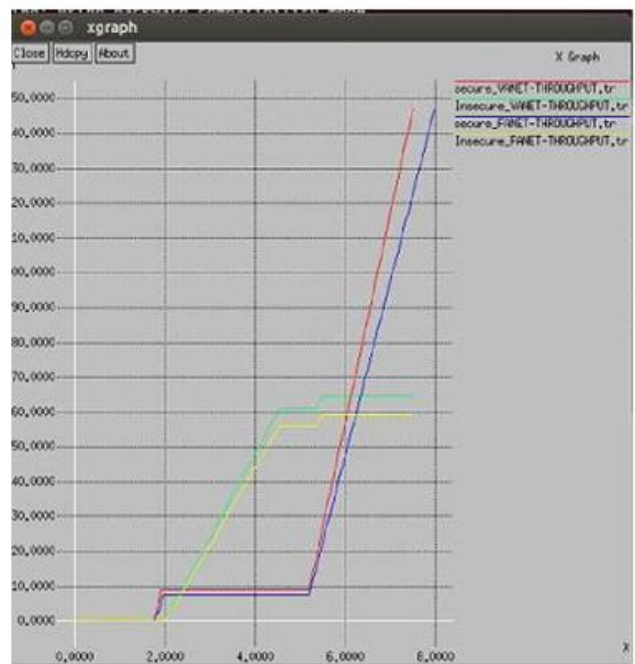 xgraph
Close Hdcpy About
X Graph
secure_VANET-THROUGHPUT.tr
Insecure_VANET-THROUGHPUT.tr
secure_FANET-THROUGHPUT.tr
Insecure_FANET-THROUGHPUT.tr
50.0000
40.0000
30.0000
20.0000
10.0000
00.0000
90.0000
80.0000
70.0000
60.0000
50.0000
40.0000
30.0000
20.0000
10.0000
0.0000
X
0.0000 2.0000 4.0000 6.0000 8.0000